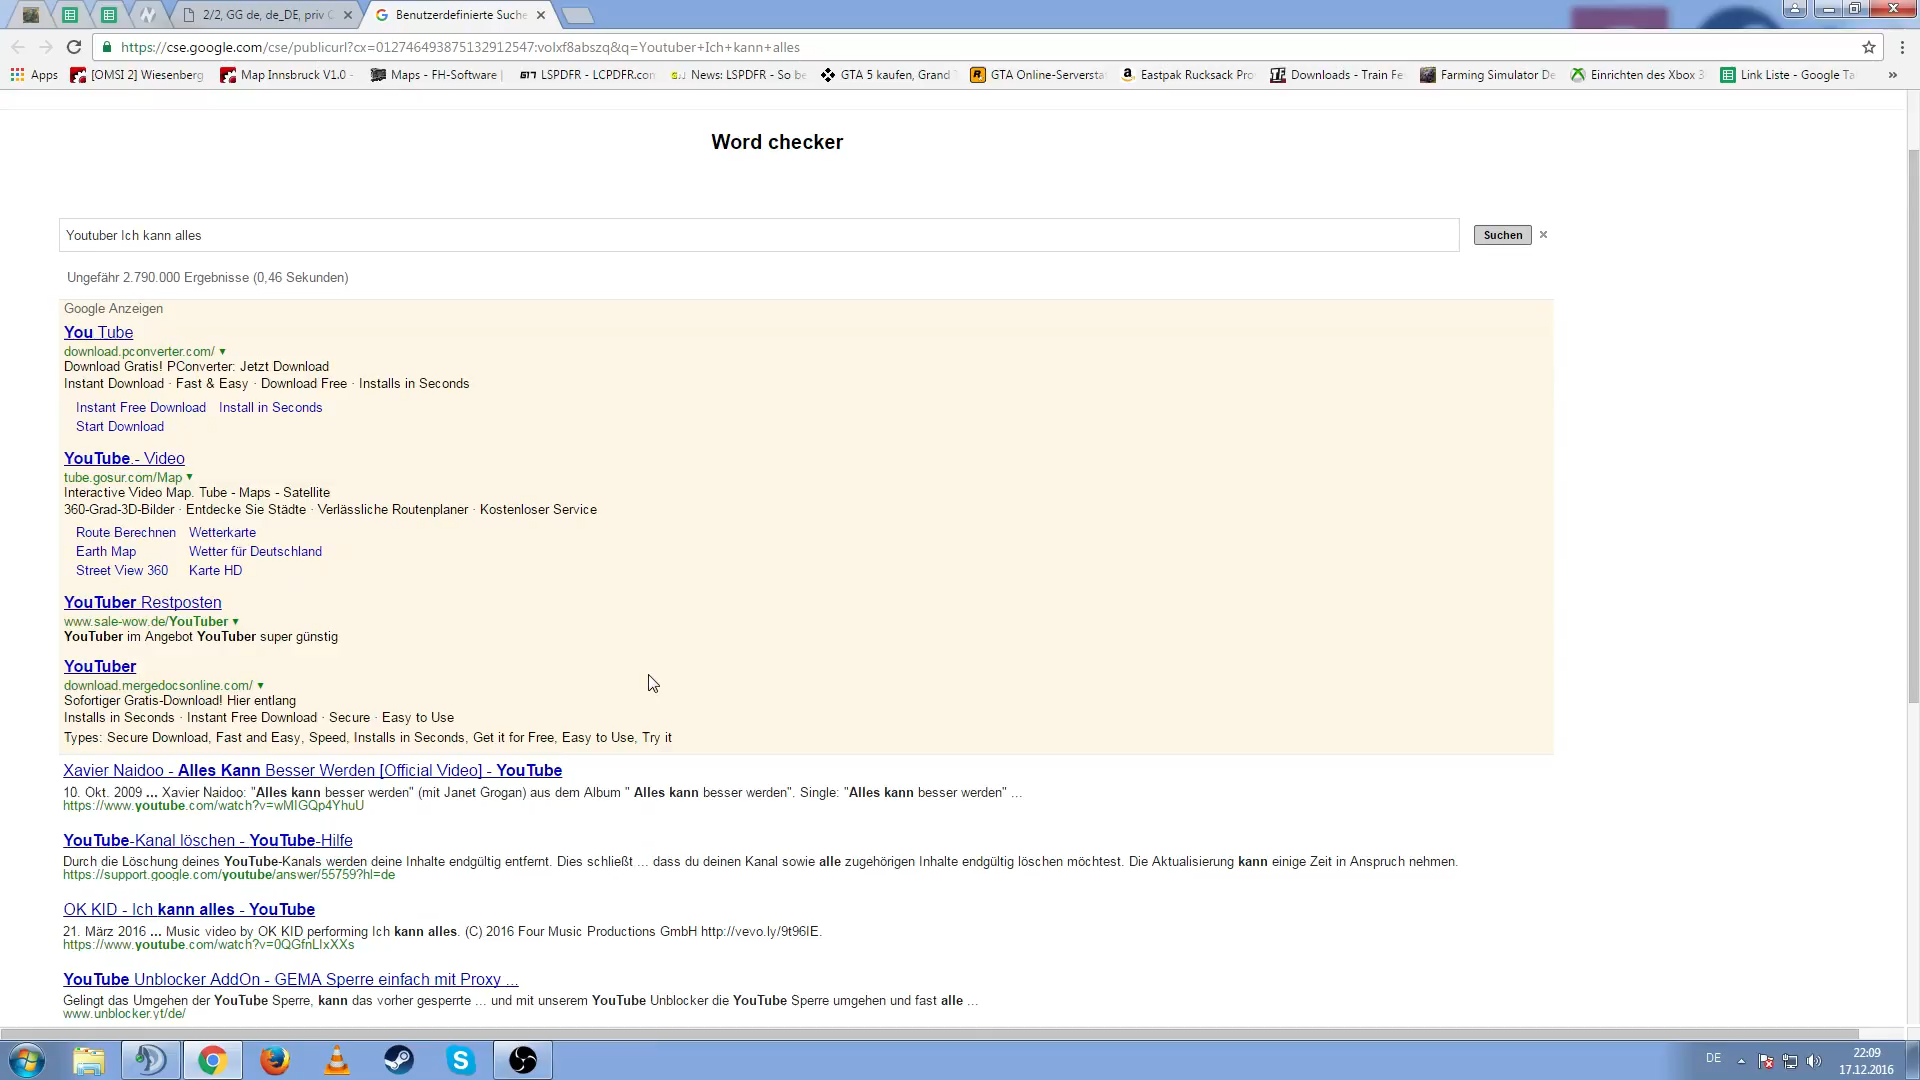 2/2, GG de, de_DE, priv
Benutzerdefinierte Suche
https://cse.google.com/cse/publicurl?cx=012746493875132912547:volxf8abszq&q=Youtuber+Ich+kann+alles
Apps
[OMSI 2] Wiesenberg
Map Innsbruck V1.0 -
Maps - FH-Software
LSPDFR - LCPDFR.com
News: LSPDFR - So be
GTA 5 kaufen, Grand
GTA Online-Serversta
Eastpak Rucksack Pro
Downloads - Train Fe
Farming Simulator De
Einrichten des Xbox 3
Link Liste - Google Ta
»
Word checker
Youtuber Ich kann alles
Suchen
Ungefähr 2.790.000 Ergebnisse (0,46 Sekunden)
Google Anzeigen
You Tube
download.pconverter.com/ ▼
Download Gratis! PConverter: Jetzt Download
Instant Download · Fast & Easy · Download Free · Installs in Seconds
Instant Free Download Install in Seconds
Start Download
YouTube.- Video
tube.gosur.com/Map ▼
Interactive Video Map. Tube - Maps - Satellite
360-Grad-3D-Bilder · Entdecke Sie Städte · Verlässliche Routenplaner · Kostenloser Service
Route Berechnen Wetterkarte
Earth Map Wetter für Deutschland
Street View 360 Karte HD
YouTuber Restposten
www.sale-wow.de/YouTuber ▼
YouTuber im Angebot YouTuber super günstig
YouTuber
download.mergedocsonline.com/ ▼
Sofortiger Gratis-Download! Hier entlang
Installs in Seconds · Instant Free Download · Secure · Easy to Use
Types: Secure Download, Fast and Easy, Speed, Installs in Seconds, Get it for Free, Easy to Use, Try it
Xavier Naidoo - Alles Kann Besser Werden [Official Video] - YouTube
10. Okt. 2009 ... Xavier Naidoo: "Alles kann besser werden" (mit Janet Grogan) aus dem Album " Alles kann besser werden". Single: "Alles kann besser werden" ...
https://www.youtube.com/watch?v=wMIGQp4YhuU
YouTube-Kanal löschen - YouTube-Hilfe
Durch die Löschung deines YouTube-Kanals werden deine Inhalte endgültig entfernt. Dies schließt ... dass du deinen Kanal sowie alle zugehörigen Inhalte endgültig löschen möchtest. Die Aktualisierung kann einige Zeit in Anspruch nehmen.
https://support.google.com/youtube/answer/55759?hl=de
OK KID - Ich kann alles - YouTube
21. März 2016 ... Music video by OK KID performing Ich kann alles. (C) 2016 Four Music Productions GmbH http://vevo.ly/9t96IE.
https://www.youtube.com/watch?v=0QGfnLIxXXs
YouTube Unblocker AddOn - GEMA Sperre einfach mit Proxy ...
Gelingt das Umgehen der YouTube Sperre, kann das vorher gesperrte ... und mit unserem YouTube Unblocker die YouTube Sperre umgehen und fast alle ...
www.unblocker.yt/de/
DE
22:09
17.12.2016